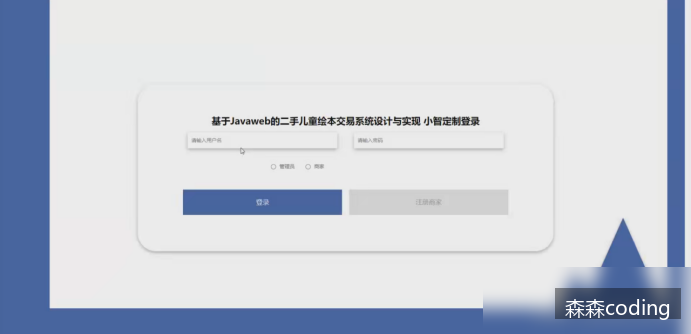 基于Javaweb的二手儿童绘本交易系统设计与实现 小智定制登录
请输入用户名
请输入密码
管理员
商家
登录
注册商家
森森coding